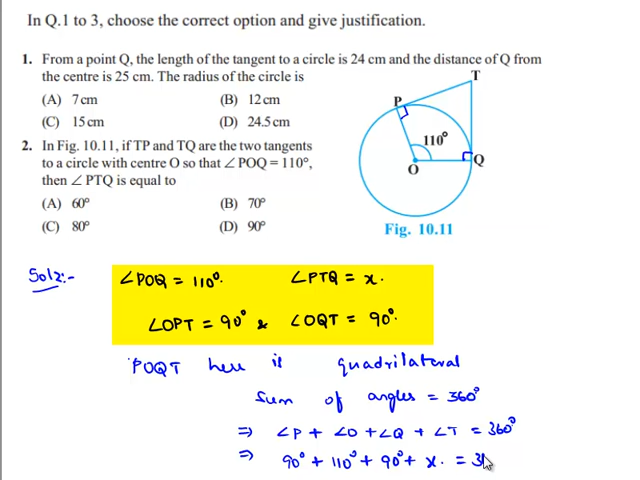 In Q.1 to 3, choose the correct option and give justification.
1. From a point Q, the length of the tangent to a circle is 24 cm and the distance of Q from
the centre is 25 cm. The radius of the circle is
(A) 7 cm (B) 12 cm
(C) 15 cm (D) 24.5 cm
2. In Fig. 10.11, if TP and TQ are the two tangents
to a circle with centre O so that ∠ POQ = 110°,
then ∠ PTQ is equal to
(A) 60° (B) 70°
(C) 80° (D) 90°
T
P
110°
O
Q
Fig. 10.11
Sol2:-
∠POQ = 110°. ∠PTQ = x.
∠OPT = 90° & ∠OQT = 90°.
POQT here is quadrilateral
Sum of angles = 360°
⇒ ∠P + ∠O + ∠Q + ∠T = 360°
⇒ 90° + 110° + 90° + x. = 36